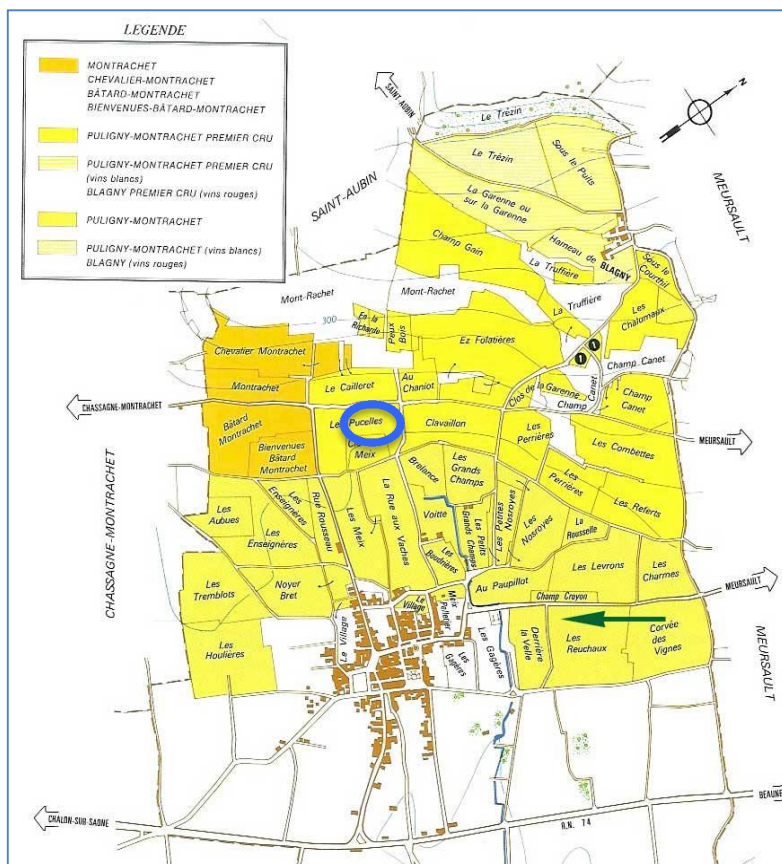 LEGENDE
MONTRACHET
CHEVALIER-MONTRACHET
BÂTARD-MONTRACHET
BIENVENUES-BÂTARD-MONTRACHET
PULIGNY-MONTRACHET PREMIER CRU
PULIGNY-MONTRACHET PREMIER CRU
(vins blancs)
BLAGNY PREMIER CRU (vins rouges)
PULIGNY-MONTRACHET
PULIGNY-MONTRACHET (vins blancs)
BLAGNY (vins rouges)
N
SAINT-AUBIN
Le Trézin
Le Trézin
Sous le Puits
SAINT-AUBIN
MEURSAULT
La Garenne ou
sur la Garenne
Hameau de
BLAGNY
Champ Gain
La Truffière
Sous le
Courthil
Mont-Rachet
Mont-Rachet
La Truffière
Les
Chalomaux
300
En la
Richarde
Peux
Bois
Ez Folatières
1
1
Chevalier Montrachet
Champ Canet
Le Cailleret
Au
Chaniot
Clos de la Garenne
Champ
Canet
Champ
Canet
Montrachet
CHASSAGNE-MONTRACHET
Bâtard
Montrachet
Les Pucelles
Clavaillon
Les
Perrières
Les Combettes
MEURSAULT
Bienvenues
Bâtard
Montrachet
Meix
Brelance
Les
Grands
Champs
Les
Perrières
Les Referts
CHASSAGNE-MONTRACHET
Les
Enseignères
Rue Rousseau
Les Meix
La Rue aux
Vaches
Voitte
Les Petits
Grands Champs
Les Petites
Nosroyes
Les Nosroyes
La
Rousselle
Les Aubues
Les
Enseignères
Les Boudrières
Les Levrons
Les
Charmes
MEURSAULT
Les
Tremblots
Noyer
Bret
Au Paupillot
Champ Croyon
Le Village
Le
Village
Meix
Pelletier
Les
Houlières
Les
Gagères
Les Gagères
Derrière
la Velle
Les
Reuchaux
Corvée
des
Vignes
MEURSAULT
BEAUNE
CHALON-SUR-SAÔNE
R.N. 74